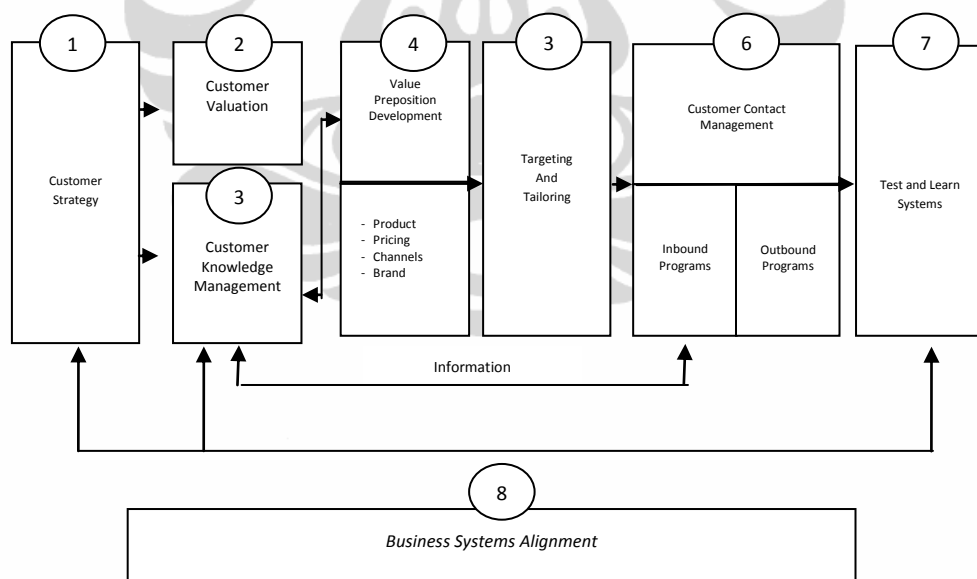 1
Customer
Strategy
2
Customer
Valuation
3
Customer
Knowledge
Management
4
Value
Preposition
Development
- Product
- Pricing
- Channels
- Brand
3
Targeting
And
Tailoring
6
Customer Contact
Management
Inbound
Programs
Outbound
Programs
7
Test and Learn
Systems
Information
8
Business Systems Alignment